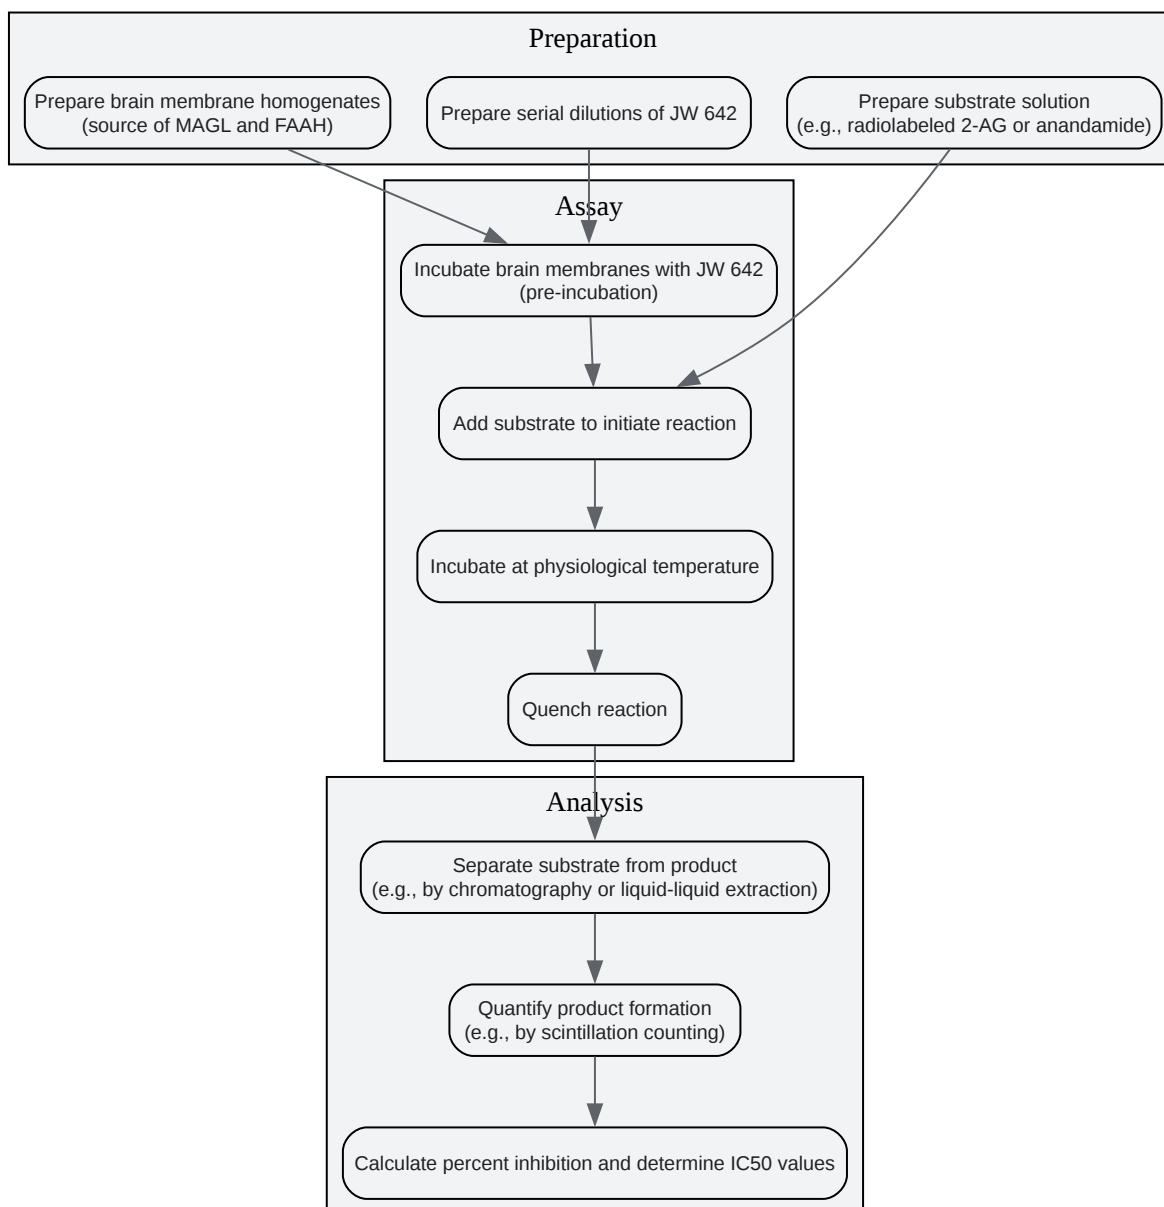 Preparation
Prepare brain membrane homogenates
(source of MAGL and FAAH)
Prepare serial dilutions of JW 642
Prepare substrate solution
(e.g., radiolabeled 2-AG or anandamide)
Assay
Incubate brain membranes with JW 642
(pre-incubation)
Add substrate to initiate reaction
Incubate at physiological temperature
Quench reaction
Analysis
Separate substrate from product
(e.g., by chromatography or liquid-liquid extraction)
Quantify product formation
(e.g., by scintillation counting)
Calculate percent inhibition and determine IC50 values